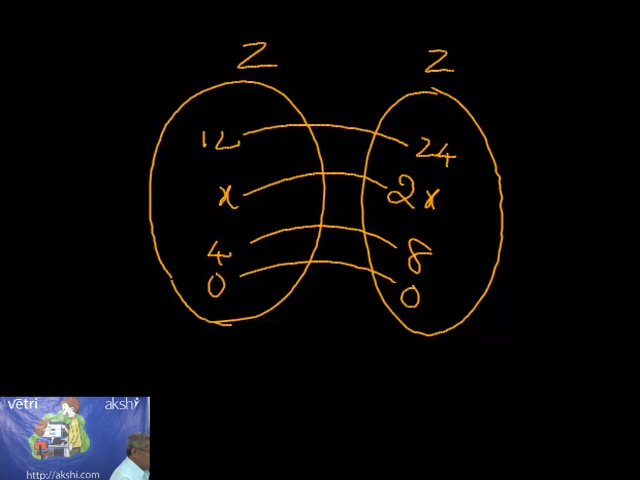 Z Z
12 24
x 2x
4 8
0 0
vetri akshi
http://akshi.com